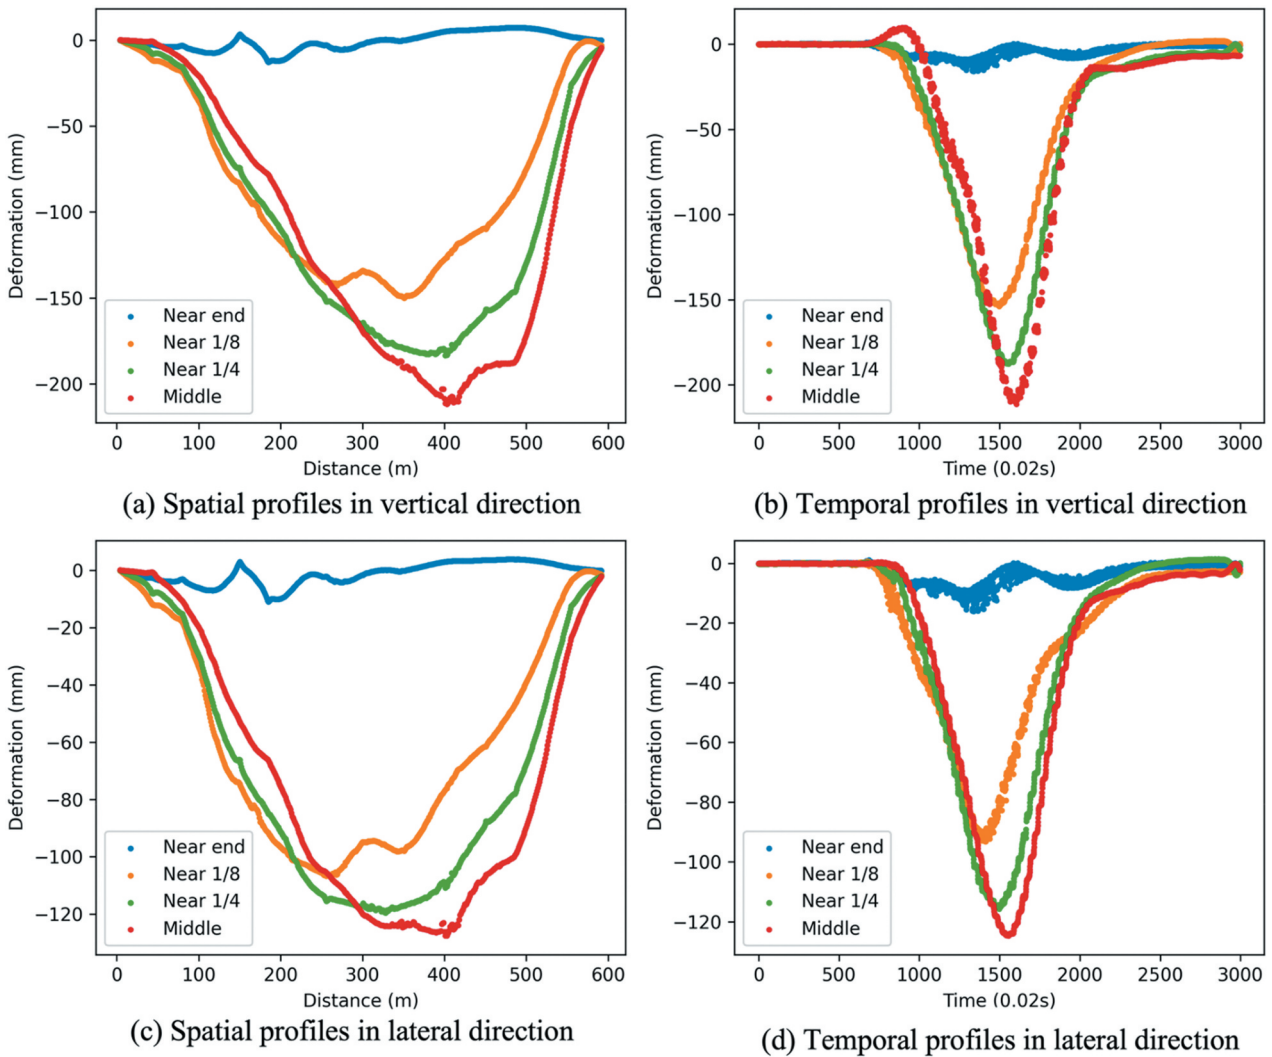 0
−50
−100
−150
−200
Deformation (mm)
Near end
Near 1/8
Near 1/4
Middle
0 100 200 300 400 500 600
Distance (m)
(a) Spatial profiles in vertical direction
0
−50
−100
−150
−200
Deformation (mm)
Near end
Near 1/8
Near 1/4
Middle
0 500 1000 1500 2000 2500 3000
Time (0.02s)
(b) Temporal profiles in vertical direction
0
−20
−40
−60
−80
−100
−120
Deformation (mm)
Near end
Near 1/8
Near 1/4
Middle
0 100 200 300 400 500 600
Distance (m)
(c) Spatial profiles in lateral direction
0
−20
−40
−60
−80
−100
−120
Deformation (mm)
Near end
Near 1/8
Near 1/4
Middle
0 500 1000 1500 2000 2500 3000
Time (0.02s)
(d) Temporal profiles in lateral direction